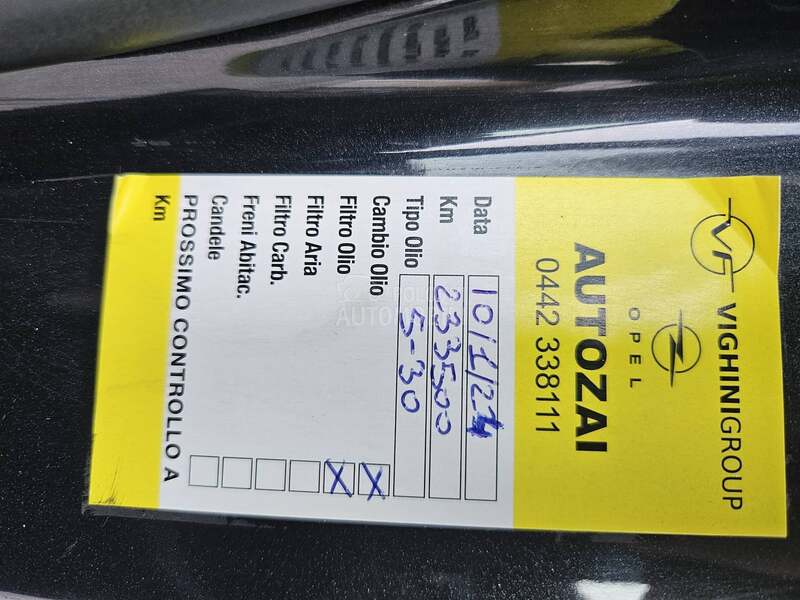 VF VIGHINIGROUP
OPEL
AUTOZAI
0442 338111
Data 10/1/24
Km 233500
Tipo Olio 5-30
Cambio Olio X
Filtro Olio X
Filtro Aria
Filtro Carb.
Freni Abitac.
Candele
PROSSIMO CONTROLLO A
Km